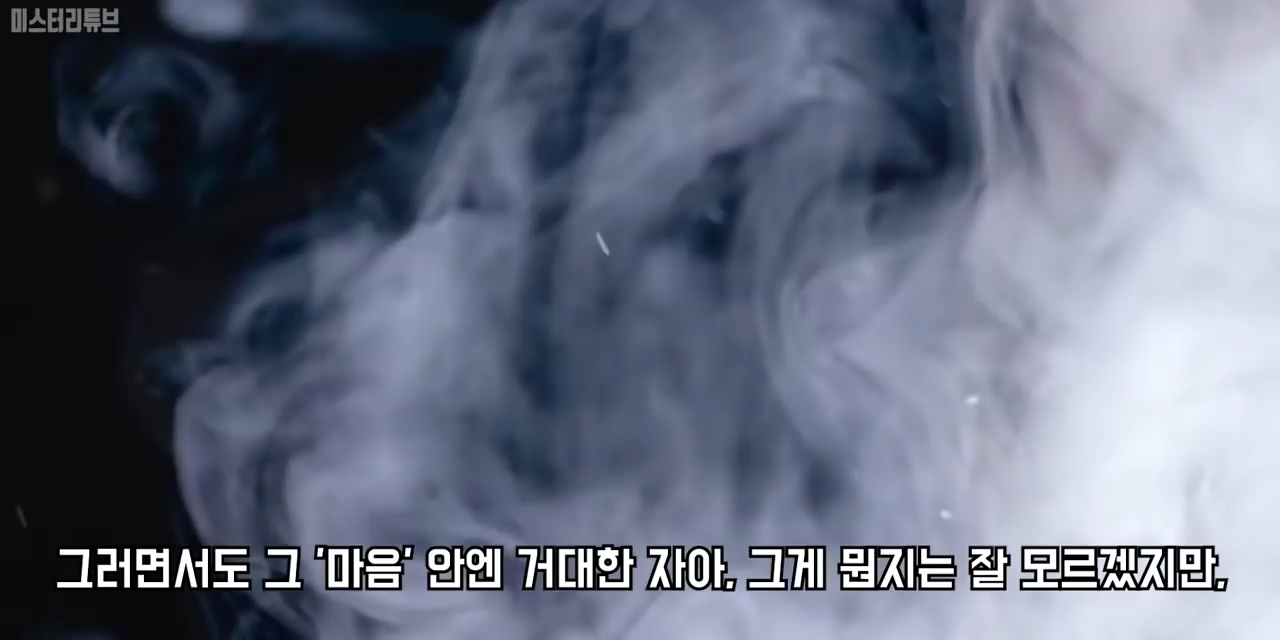 미스터리튜브
그러면서도 그 '마음' 안엔 거대한 자아, 그게 뭔지는 잘 모르겠지만,